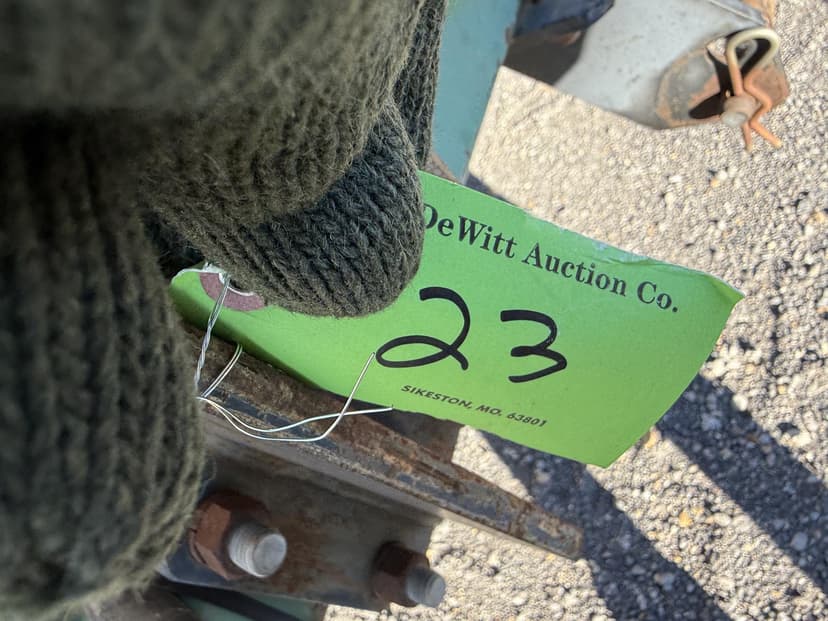 DeWitt Auction Co.
23
SIKESTON, MO. 63801